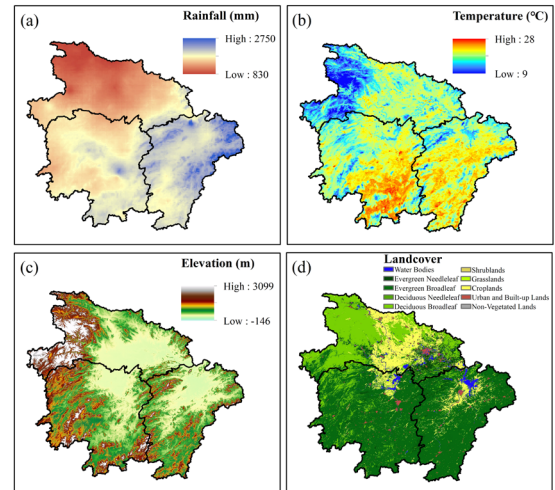 (a)
Rainfall (mm)
High : 2750
Low : 830
(b)
Temperature (℃)
High : 28
Low : 9
(c)
Elevation (m)
High : 3099
Low : -146
(d)
Landcover
Water Bodies
Evergreen Needleleaf
Evergreen Broadleaf
Deciduous Needleleaf
Deciduous Broadleaf
Shrublands
Grasslands
Croplands
Urban and Built-up Lands
Non-Vegetated Lands